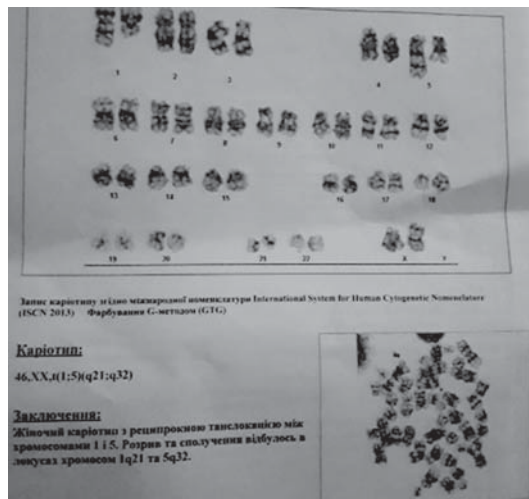 1 2 3 4 5
6 7 8 9 10 11 12
13 14 15 16 17 18
19 20 21 22 X Y
Запис каріотипу згідно міжнародної номенклатури International System for Human Cytogenetic Nomenclature
(ISCN 2013) Фарбування G-методом (GTG)
Каріотип:
46,XX,t(1;5)(q21;q32)
Заключення:
Жіночий каріотип з реципрокною танслокацією між
хромосомами 1 і 5. Розрив та сполучення відбулось в
локусах хромосом 1q21 та 5q32.